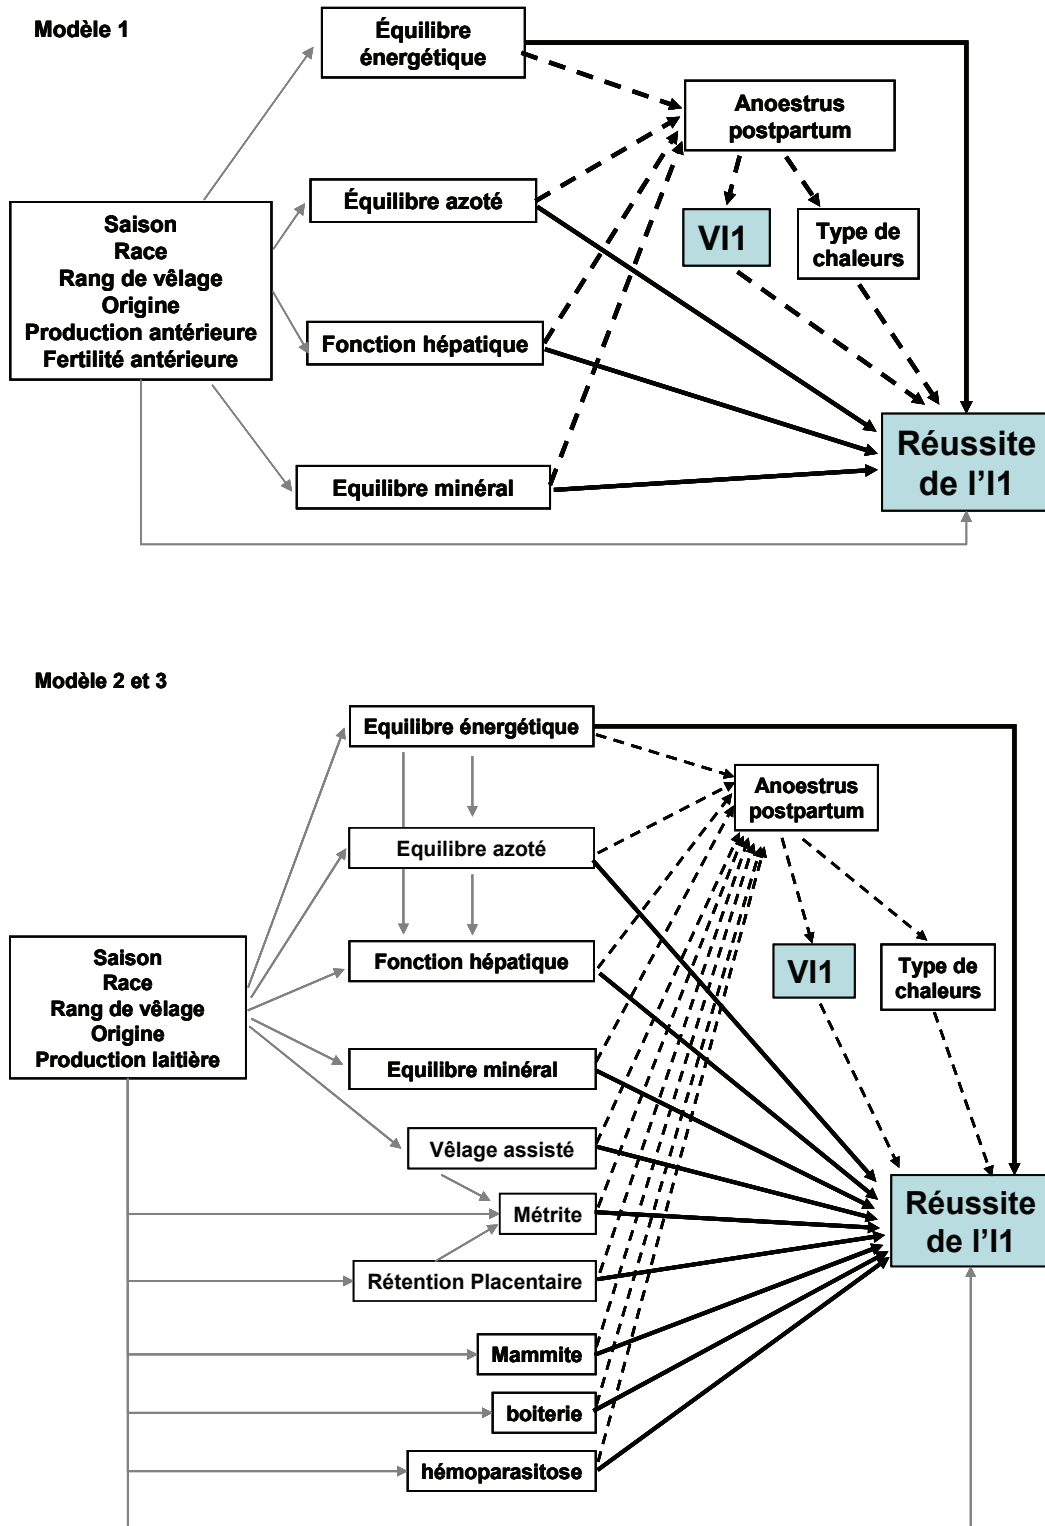 Modèle 1
Équilibre
énergétique
Anoestrus
postpartum
Équilibre azoté
Saison
Race
Rang de vêlage
Origine
Production antérieure
Fertilité antérieure
VI1
Type de
chaleurs
Fonction hépatique
Réussite
de l'I1
Equilibre minéral
Modèle 2 et 3
Equilibre énergétique
Anoestrus
postpartum
Equilibre azoté
Saison
Race
Rang de vêlage
Origine
Production laitière
Fonction hépatique
VI1
Type de
chaleurs
Equilibre minéral
Vêlage assisté
Métrite
Réussite
de l'I1
Rétention Placentaire
Mammite
boiterie
hémoparasitose